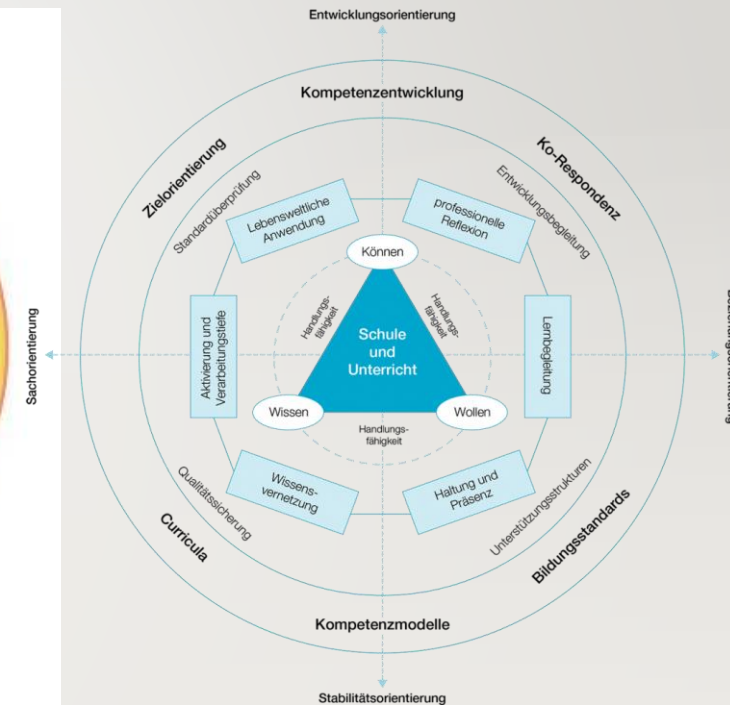 Entwicklungsorientierung
Kompetenzentwicklung
Zielorientierung
Ko-Respondenz
Standardüberprüfung
Entwicklungsbegleitung
Lebensweltliche
Anwendung
professionelle
Reflexion
Können
Handlungs-
fähigkeit
Handlungs-
fähigkeit
Sachorientierung
Aktivierung und
Verarbeitungstiefe
Schule
und
Unterricht
Lernbegleitung
Wissen
Wollen
Handlungs-
fähigkeit
Wissens-
vernetzung
Haltung und
Präsenz
Qualitätssicherung
Unterstützungsstrukturen
Curricula
Bildungsstandards
Kompetenzmodelle
Stabilitätsorientierung